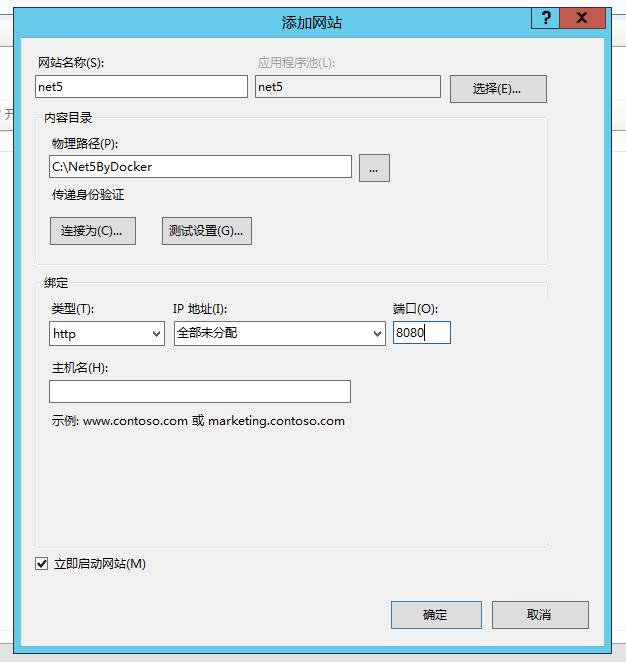 添加网站
?
网站名称(S):
应用程序池(L):
net5
net5
选择(E)...
内容目录
物理路径(P):
C:\Net5ByDocker
...
传递身份验证
连接为(C)...
测试设置(G)...
绑定
类型(T):
IP 地址(I):
端口(O):
http
全部未分配
8080
主机名(H):
示例: www.contoso.com 或 marketing.contoso.com
立即启动网站(M)
确定
取消